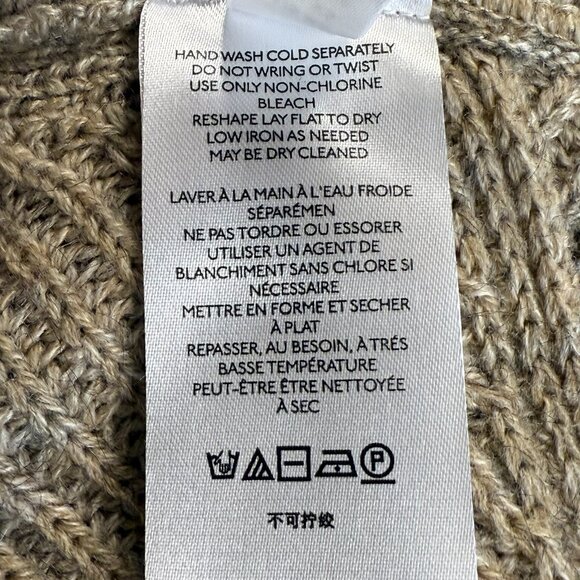 HAND WASH COLD SEPARATELY
DO NOT WRING OR TWIST
USE ONLY NON-CHLORINE
BLEACH
RESHAPE LAY FLAT TO DRY
LOW IRON AS NEEDED
MAY BE DRY CLEANED
LAVER À LA MAIN À L'EAU FROIDE
SÉPARÉMEN
NE PAS TORDRE OU ESSORER
UTILISER UN AGENT DE
BLANCHIMENT SANS CHLORE SI
NÉCESSAIRE
METTRE EN FORME ET SECHER
À PLAT
REPASSER, AU BESOIN, À TRÉS
BASSE TEMPÉRATURE
PEUT-ÊTRE ÊTRE NETTOYÉE
À SEC
P
不可拧绞